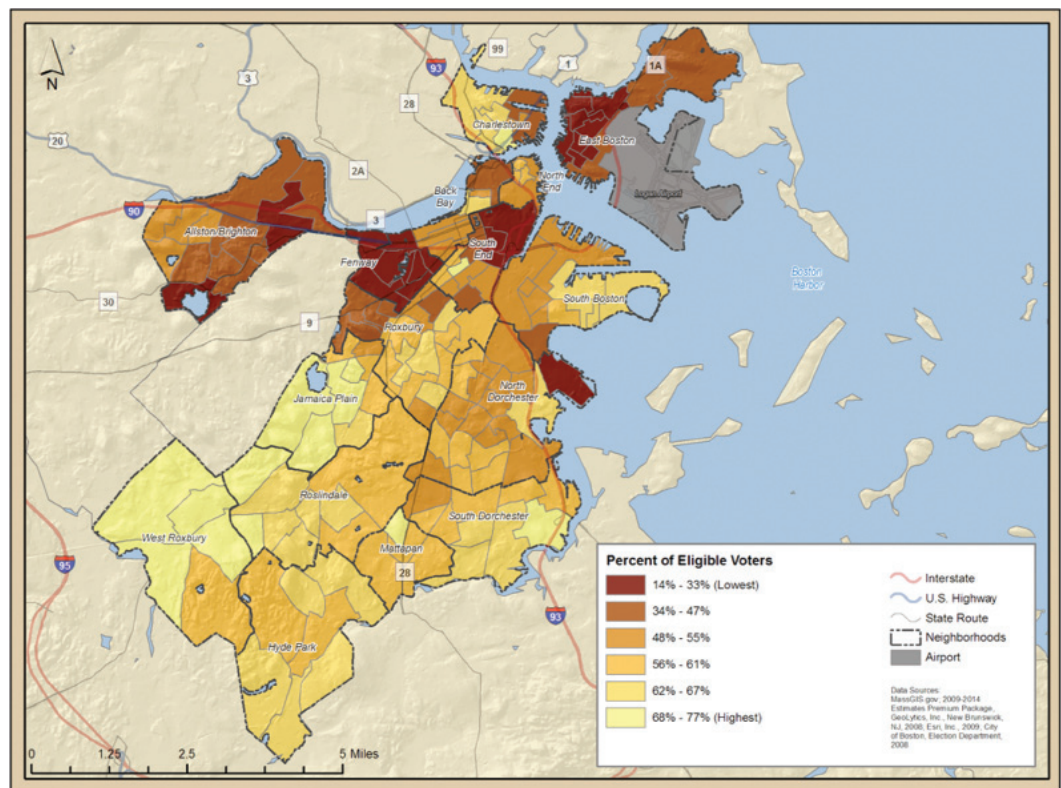 99
93
1
1A
3
28
N
Charlestown
East Boston
20
2A
Back
Bay
North
End
Logan Airport
90
3
Allston Brighton
South
End
Fenway
Boston
Harbor
South Boston
30
9
Roxbury
North
Dorchester
Jamaica Plain
Roslindale
South Dorchester
West Roxbury
Mattapan
95
28
93
Hyde Park
Percent of Eligible Voters
14% - 33% (Lowest)
34% - 47%
48% - 55%
56% - 61%
62% - 67%
68% - 77% (Highest)
Interstate
U.S. Highway
State Route
Neighborhoods
Airport
Data Sources:
MassGIS.gov; 2009-2014
Estimates Premium Package,
GeoLytics, Inc., New Brunswick,
NJ, 2008; Esri, Inc., 2009; City
of Boston, Election Department,
2008
0 1.25 2.5 5 Miles